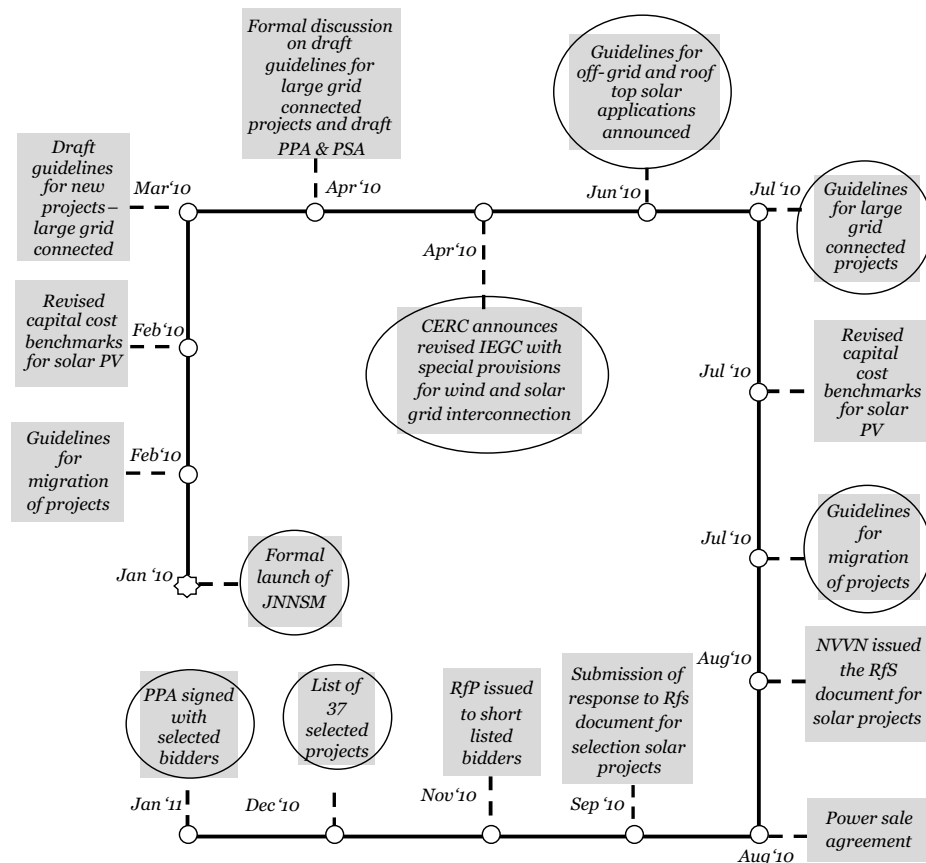 Formal discussion
on draft
guidelines for
large grid
connected
projects and draft
PPA & PSA
Apr‘10
Guidelines for
off-grid and roof
top solar
applications
announced
Jun‘10
Draft
guidelines
for new
projects–
large grid
connected
Mar‘10
Jul ‘10
Guidelines
for large
grid
connected
projects
Apr‘10
CERC announces
revised IEGC with
special provisions
for wind and solar
grid interconnection
Revised
capital cost
benchmarks
for solar PV
Feb‘10
Jul ‘10
Revised
capital
cost
benchmarks
for solar
PV
Guidelines
for
migration
of projects
Feb‘10
Jul ‘10
Guidelines
for
migration
of projects
Jan ‘10
Formal
launch of
JNNSM
Aug‘10
NVVN issued
the RfS
document for
solar projects
PPA signed
with
selected
bidders
Jan ‘11
List of
37
selected
projects
Dec ‘10
RfP issued
to short
listed
bidders
Nov‘10
Submission of
response to Rfs
document for
selection solar
projects
Sep ‘10
Power sale
agreement
Aug‘10